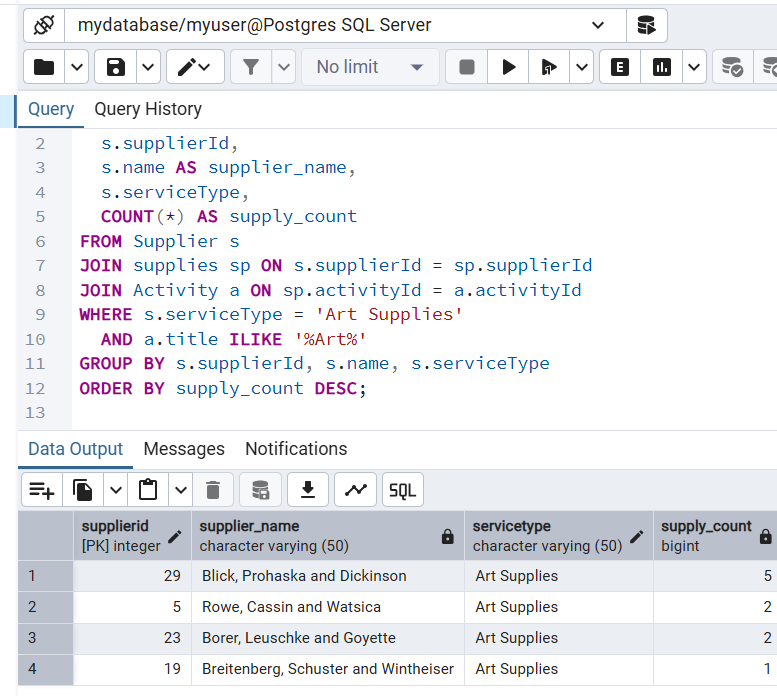 mydatabase/myuser@Postgres SQL Server
No limit
E
Query Query History
2 s.supplierId,
3 s.name AS supplier_name,
4 s.serviceType,
5 COUNT(*) AS supply_count
6 FROM Supplier s
7 JOIN supplies sp ON s.supplierId = sp.supplierId
8 JOIN Activity a ON sp.activityId = a.activityId
9 WHERE s.serviceType = 'Art Supplies'
10 AND a.title ILIKE '%Art%'
11 GROUP BY s.supplierId, s.name, s.serviceType
12 ORDER BY supply_count DESC;
13
Data Output Messages Notifications
SQL
supplierid supplier_name servicetype supply_count
[PK] integer character varying (50) character varying (50) bigint
1 29 Blick, Prohaska and Dickinson Art Supplies 5
2 5 Rowe, Cassin and Watsica Art Supplies 2
3 23 Borer, Leuschke and Goyette Art Supplies 2
4 19 Breitenberg, Schuster and Wintheiser Art Supplies 1